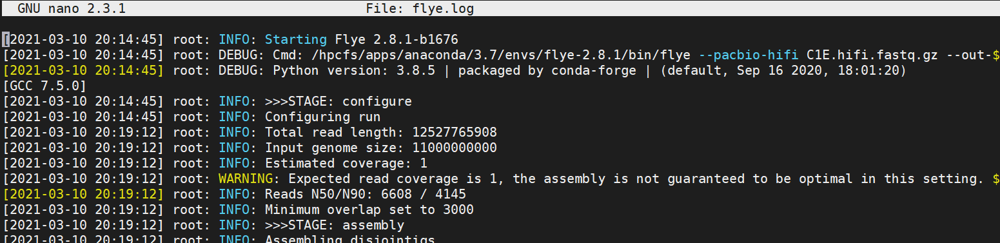 GNU nano 2.3.1 File: flye.log
[2021-03-10 20:14:45] root: INFO: Starting Flye 2.8.1-b1676
[2021-03-10 20:14:45] root: DEBUG: Cmd: /hpcfs/apps/anaconda/3.7/envs/flye-2.8.1/bin/flye --pacbio-hifi C1E.hifi.fastq.gz --out-$
[2021-03-10 20:14:45] root: DEBUG: Python version: 3.8.5 | packaged by conda-forge | (default, Sep 16 2020, 18:01:20)
[GCC 7.5.0]
[2021-03-10 20:14:45] root: INFO: >>>STAGE: configure
[2021-03-10 20:14:45] root: INFO: Configuring run
[2021-03-10 20:19:12] root: INFO: Total read length: 12527765908
[2021-03-10 20:19:12] root: INFO: Input genome size: 11000000000
[2021-03-10 20:19:12] root: INFO: Estimated coverage: 1
[2021-03-10 20:19:12] root: WARNING: Expected read coverage is 1, the assembly is not guaranteed to be optimal in this setting. $
[2021-03-10 20:19:12] root: INFO: Reads N50/N90: 6608 / 4145
[2021-03-10 20:19:12] root: INFO: Minimum overlap set to 3000
[2021-03-10 20:19:12] root: INFO: >>>STAGE: assembly
[2021-03-10 20:19:12] root: INFO: Assembling disjointigs